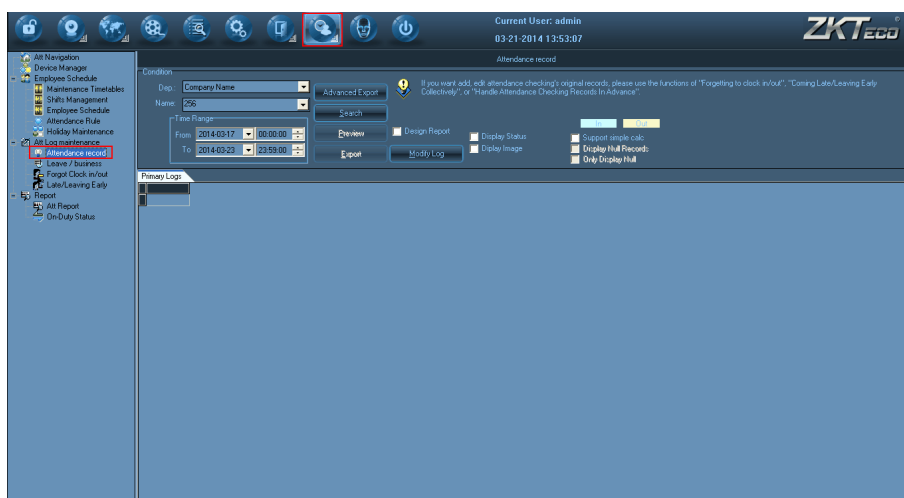 Current User: admin
03-21-2014 13:53:07
ZKTeco
Attendance record
Att Navigation
Device Manager
Employee Schedule
Maintenance Timetables
Shifts Management
Employee Schedule
Attendance Rule
Holiday Maintenance
Att Log maintenance
Attendance record
Leave / business
Forgot Clock in/out
Late/Leaving Early
Report
Att Report
On-Duty Status
Condition
Dep: Company Name
Name: 256
Time Range
From 2014-03-17 00:00:00
To 2014-03-23 23:59:00
Advanced Export
Search
Preview
Export
Design Report
Modify Log
If you want add, edit attendance checking's original records, please use the functions of "Forgetting to clock in/out", "Coming Late/Leaving Early
Collectively", or "Handle Attendance Checking Records In Advance".
Display Status
Diplay Image
In Out
Support simple calc
Display Null Records
Only Display Null
Primary Logs